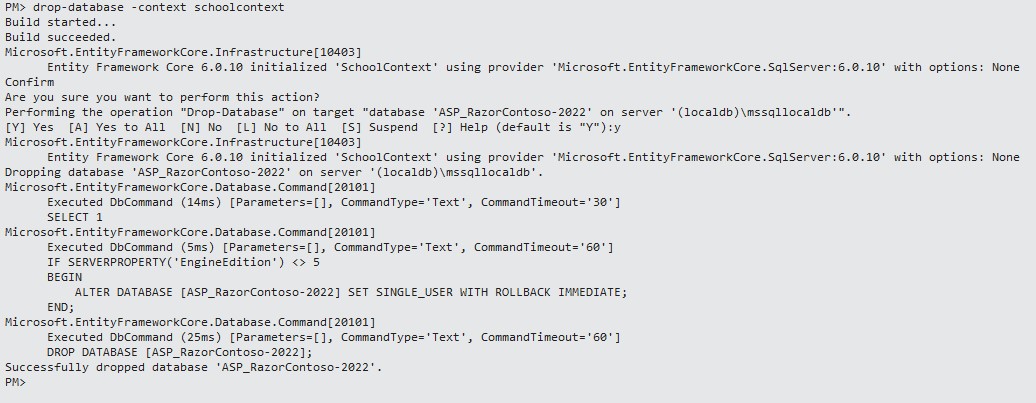 PM> drop-database -context schoolcontext
Build started...
Build succeeded.
Microsoft.EntityFrameworkCore.Infrastructure[10403]
      Entity Framework Core 6.0.10 initialized 'SchoolContext' using provider 'Microsoft.EntityFrameworkCore.SqlServer:6.0.10' with options: None
Confirm
Are you sure you want to perform this action?
Performing the operation "Drop-Database" on target "database 'ASP_RazorContoso-2022' on server '(localdb)\mssqllocaldb'".
[Y] Yes  [A] Yes to All  [N] No  [L] No to All  [S] Suspend  [?] Help (default is "Y"):y
Microsoft.EntityFrameworkCore.Infrastructure[10403]
      Entity Framework Core 6.0.10 initialized 'SchoolContext' using provider 'Microsoft.EntityFrameworkCore.SqlServer:6.0.10' with options: None
Dropping database 'ASP_RazorContoso-2022' on server '(localdb)\mssqllocaldb'.
Microsoft.EntityFrameworkCore.Database.Command[20101]
      Executed DbCommand (14ms) [Parameters=[], CommandType='Text', CommandTimeout='30']
      SELECT 1
Microsoft.EntityFrameworkCore.Database.Command[20101]
      Executed DbCommand (5ms) [Parameters=[], CommandType='Text', CommandTimeout='60']
      IF SERVERPROPERTY('EngineEdition') <> 5
      BEGIN
          ALTER DATABASE [ASP_RazorContoso-2022] SET SINGLE_USER WITH ROLLBACK IMMEDIATE;
      END;
Microsoft.EntityFrameworkCore.Database.Command[20101]
      Executed DbCommand (25ms) [Parameters=[], CommandType='Text', CommandTimeout='60']
      DROP DATABASE [ASP_RazorContoso-2022];
Successfully dropped database 'ASP_RazorContoso-2022'.
PM>